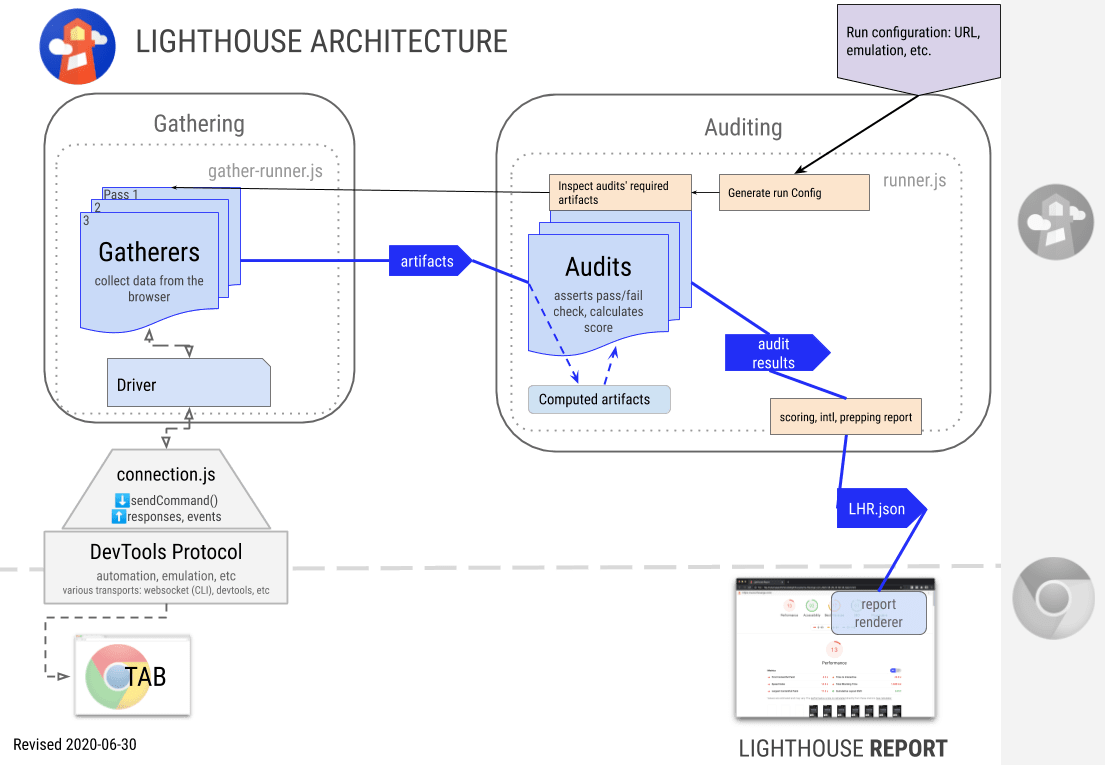 LIGHTHOUSE ARCHITECTURE
Run configuration: URL,
emulation, etc.
Gathering
gather-runner.js
Pass 1
2
3
Gatherers
collect data from the
browser
Driver
artifacts
Auditing
runner.js
Inspect audits' required
artifacts
Generate run Config
Audits
asserts pass/fail
check, calculates
score
Computed artifacts
audit
results
scoring, intl, prepping report
connection.js
⬇sendCommand()
⬆responses, events
DevTools Protocol
automation, emulation, etc
various transports: websocket (CLI), devtools, etc
TAB
LHR.json
report
renderer
13
Performance
LIGHTHOUSE REPORT
Revised 2020-06-30